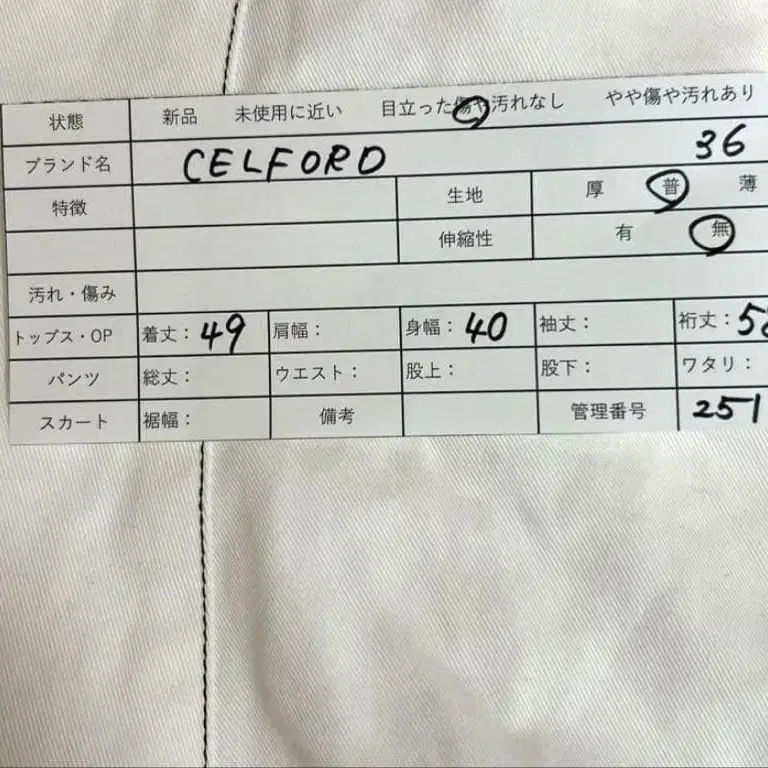 状態 新品 未使用に近い 目立った傷や汚れなし やや傷や汚れあり
ブランド名 CELFORD 36
特徴 生地 厚 普 薄
伸縮性 有 無
汚れ・傷み
トップス・OP 着丈: 49 肩幅: 身幅: 40 袖丈: 裄丈: 58
パンツ 総丈: ウエスト: 股上: 股下: ワタリ:
スカート 裾幅: 備考 管理番号 251